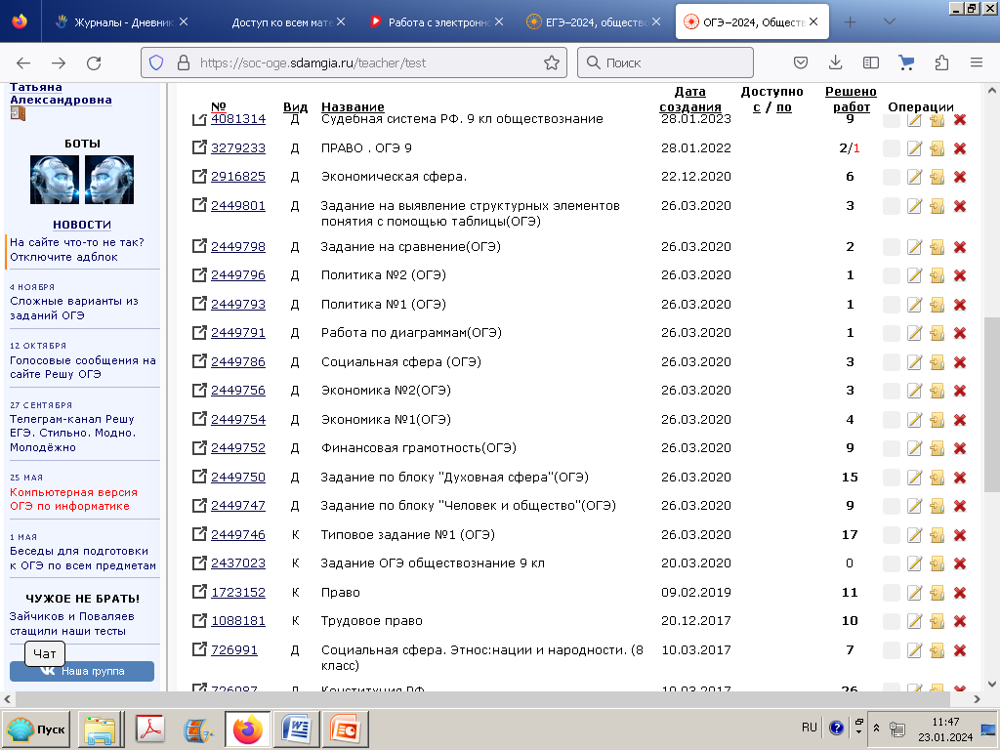 Журналы - Дневник
Доступ ко всем мате
Работа с электронно
ЕГЭ–2024, общество
ОГЭ–2024, Обществ
https://soc-oge.sdamgia.ru/teacher/test
Поиск
Татьяна
Александровна
БОТЫ
НОВОСТИ
На сайте что-то не так?
Отключите адблок
4 НОЯБРЯ
Сложные варианты из
заданий ОГЭ
12 ОКТЯБРЯ
Голосовые сообщения на
сайте Решу ОГЭ
27 СЕНТЯБРЯ
Телеграм-канал Решу
ЕГЭ. Стильно. Модно.
Молодёжно
25 МАЯ
Компьютерная версия
ОГЭ по информатике
1 МАЯ
Беседы для подготовки
к ОГЭ по всем предметам
ЧУЖОЕ НЕ БРАТЬ!
Зайчиков и Поваляев
стащили наши тесты
Чат
Наша группа
№ Вид Название Дата создания Доступно с / по Решено работ Операции
4081314 Д Судебная система РФ. 9 кл обществознание 28.01.2023 9
3279233 Д ПРАВО . ОГЭ 9 28.01.2022 2/1
2916825 Д Экономическая сфера. 22.12.2020 6
2449801 Д Задание на выявление структурных элементов 26.03.2020 3
понятия с помощью таблицы(ОГЭ)
2449798 Д Задание на сравнение(ОГЭ) 26.03.2020 2
2449796 Д Политика №2 (ОГЭ) 26.03.2020 1
2449793 Д Политика №1 (ОГЭ) 26.03.2020 1
2449791 Д Работа по диаграммам(ОГЭ) 26.03.2020 1
2449786 Д Социальная сфера (ОГЭ) 26.03.2020 3
2449756 Д Экономика №2(ОГЭ) 26.03.2020 3
2449754 Д Экономика №1(ОГЭ) 26.03.2020 4
2449752 Д Финансовая грамотность(ОГЭ) 26.03.2020 9
2449750 Д Задание по блоку "Духовная сфера"(ОГЭ) 26.03.2020 15
2449747 Д Задание по блоку "Человек и общество"(ОГЭ) 26.03.2020 9
2449746 К Типовое задание №1 (ОГЭ) 26.03.2020 17
2437023 К Задание ОГЭ обществознание 9 кл 20.03.2020 0
1723152 К Право 09.02.2019 11
1088181 К Трудовое право 20.12.2017 10
726991 Д Социальная сфера. Этнос:нации и народности. (8 10.03.2017 7
класс)
726987 Д Конституция РФ 10.03.2017 26
Пуск
RU
11:47
23.01.2024